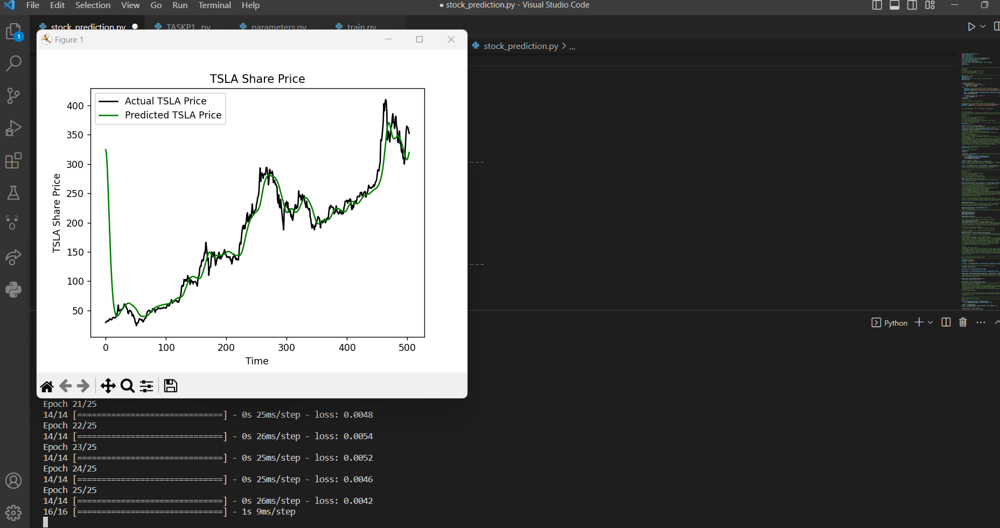 File Edit Selection View Go Run Terminal Help
● stock_prediction.py - Visual Studio Code
stock_prediction.py
TASKP1_.py
parameters.py
train.py
1
Figure 1
stock_prediction.py > ...
TSLA Share Price
Actual TSLA Price
Predicted TSLA Price
400
350
300
250
200
150
100
50
TSLA Share Price
0 100 200 300 400 500
Time
Python
Epoch 21/25
14/14 [==============================] - 0s 25ms/step - loss: 0.0048
Epoch 22/25
14/14 [==============================] - 0s 26ms/step - loss: 0.0054
Epoch 23/25
14/14 [==============================] - 0s 25ms/step - loss: 0.0052
Epoch 24/25
14/14 [==============================] - 0s 25ms/step - loss: 0.0046
Epoch 25/25
14/14 [==============================] - 0s 26ms/step - loss: 0.0042
16/16 [==============================] - 1s 9ms/step